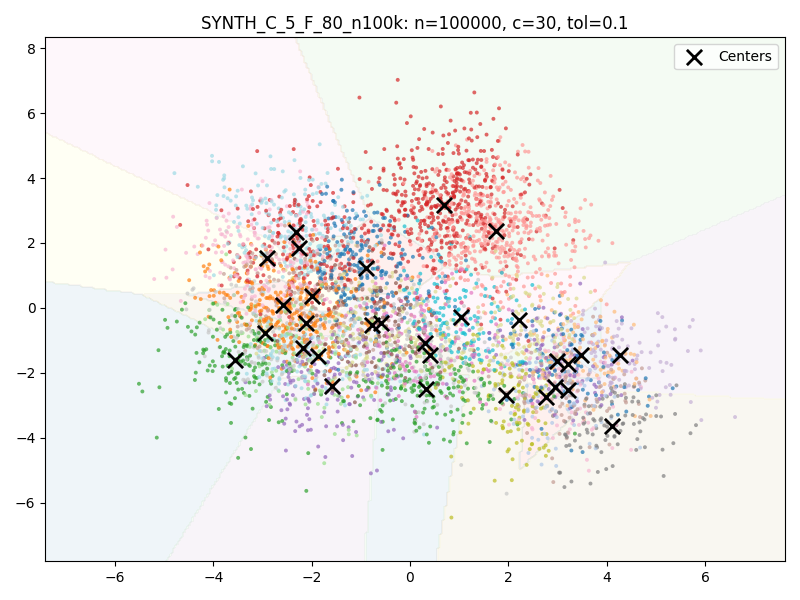 SYNTH_C_5_F_80_n100k: n=100000, c=30, tol=0.1
Centers
8
6
4
2
0
−2
−4
−6
−6 −4 −2 0 2 4 6